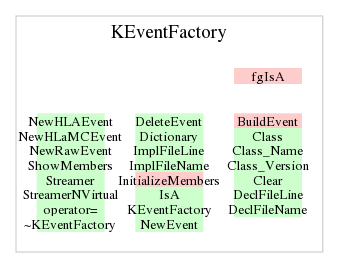 KEventFactory
fgIsA
NewHLAEvent DeleteEvent BuildEvent
NewHLaMCEvent Dictionary Class
NewRawEvent ImplFileLine Class_Name
ShowMembers ImplFileName Class_Version
Streamer InitializeMembers Clear
StreamerNVirtual IsA DeclFileLine
operator= KEventFactory DeclFileName
~KEventFactory NewEvent